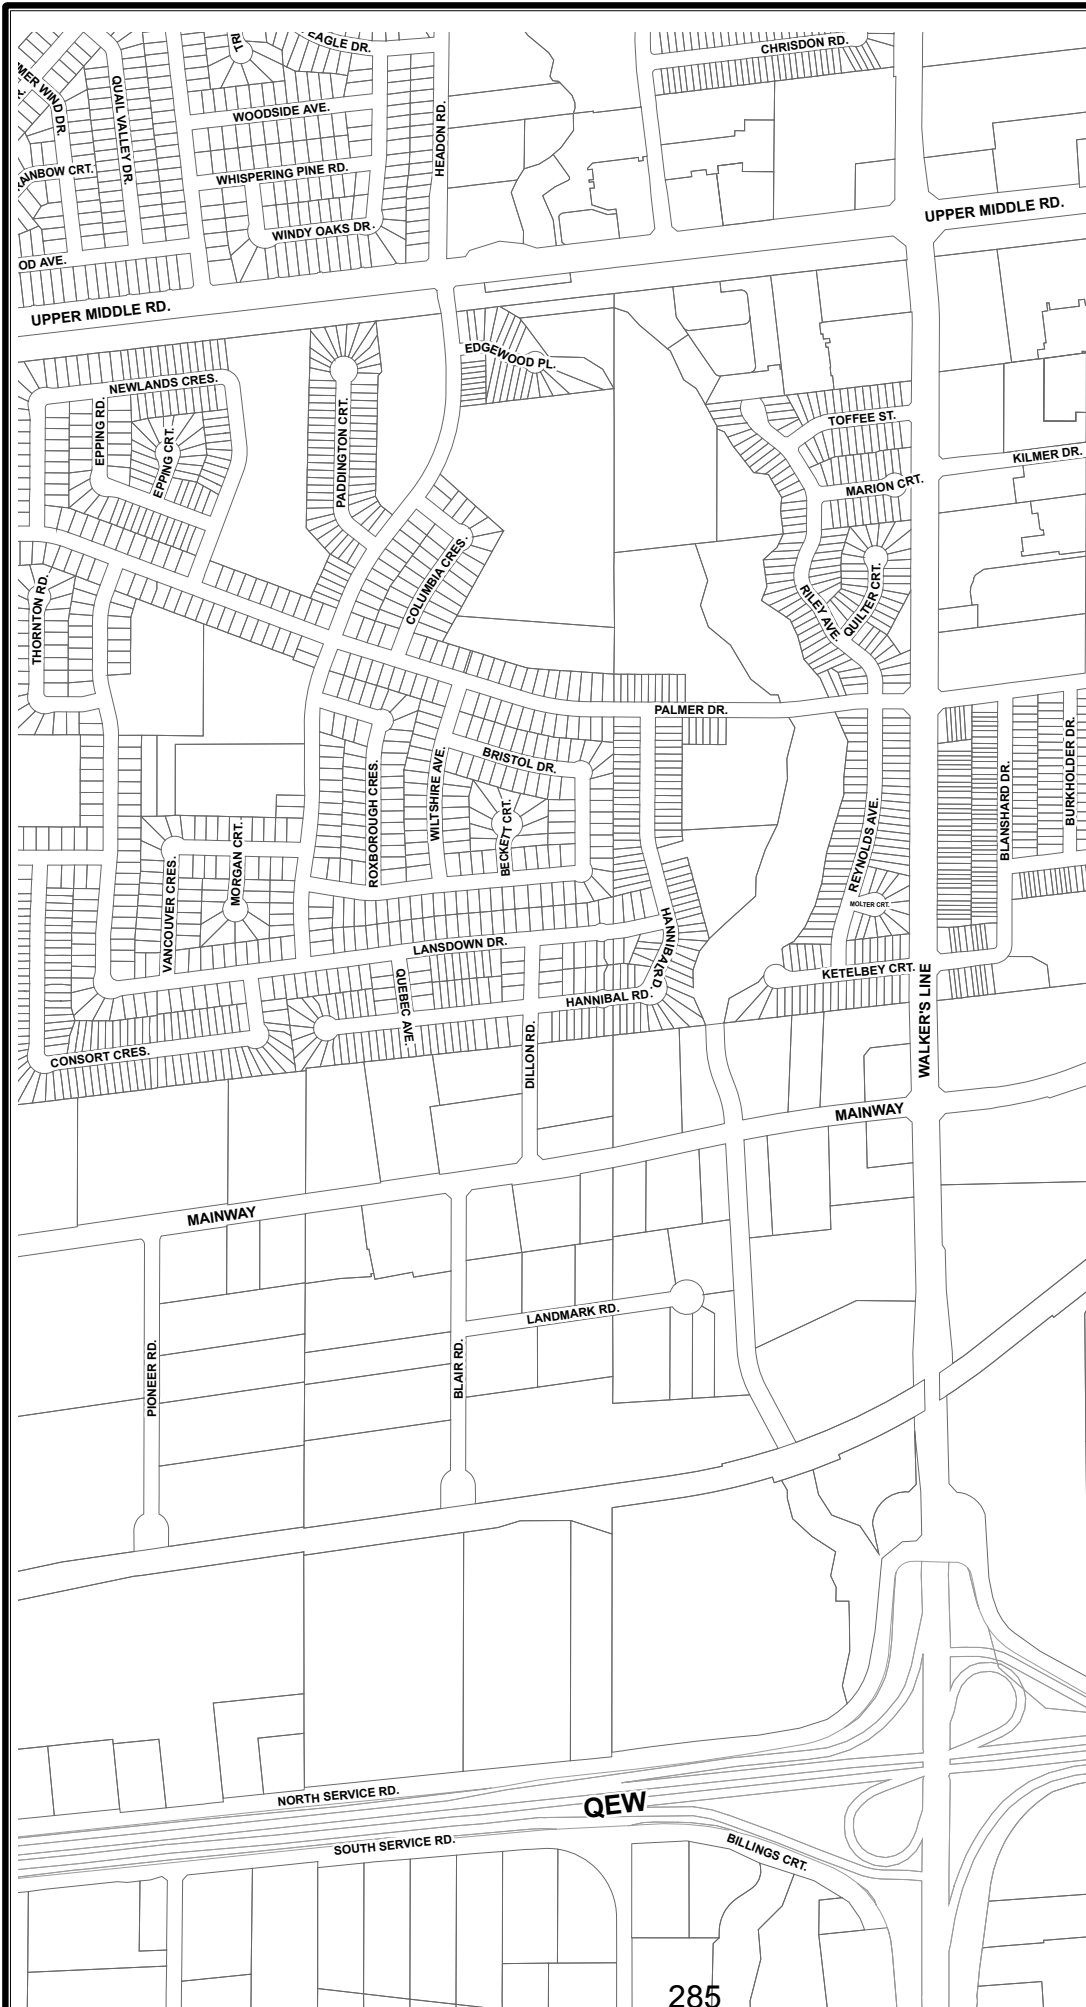 EAGLE DR.
CHRISDON RD.
QUAIL VALLEY DR.
WOODSIDE AVE.
HEADON RD.
WHISPERING PINE RD.
WINDY OAKS DR.
UPPER MIDDLE RD.
OD AVE.
UPPER MIDDLE RD.
EDGEWOOD PL.
NEWLANDS CRES.
EPPING RD.
EPPING CRT.
PADDINGTON CRT.
TOFFEE ST.
KILMER DR.
MARION CRT.
COLUMBIA CRES.
THORNTON RD.
RILEY AVE.
QUILTER CRT.
PALMER DR.
BRISTOL DR.
ROXBOROUGH CRES.
WILTSHIRE AVE.
BECKETT CRT.
BLANSHARD DR.
BURKHOLDER DR.
REYNOLDS AVE.
MOLTER CRT.
VANCOUVER CRES.
MORGAN CRT.
HANNIBAL RD.
LANSDOWN DR.
KETELBEY CRT.
QUEBEC AVE.
HANNIBAL RD.
WALKER'S LINE
CONSORT CRES.
DILLON RD.
MAINWAY
MAINWAY
LANDMARK RD.
PIONEER RD.
BLAIR RD.
NORTH SERVICE RD.
QEW
SOUTH SERVICE RD.
BILLINGS CRT.
285